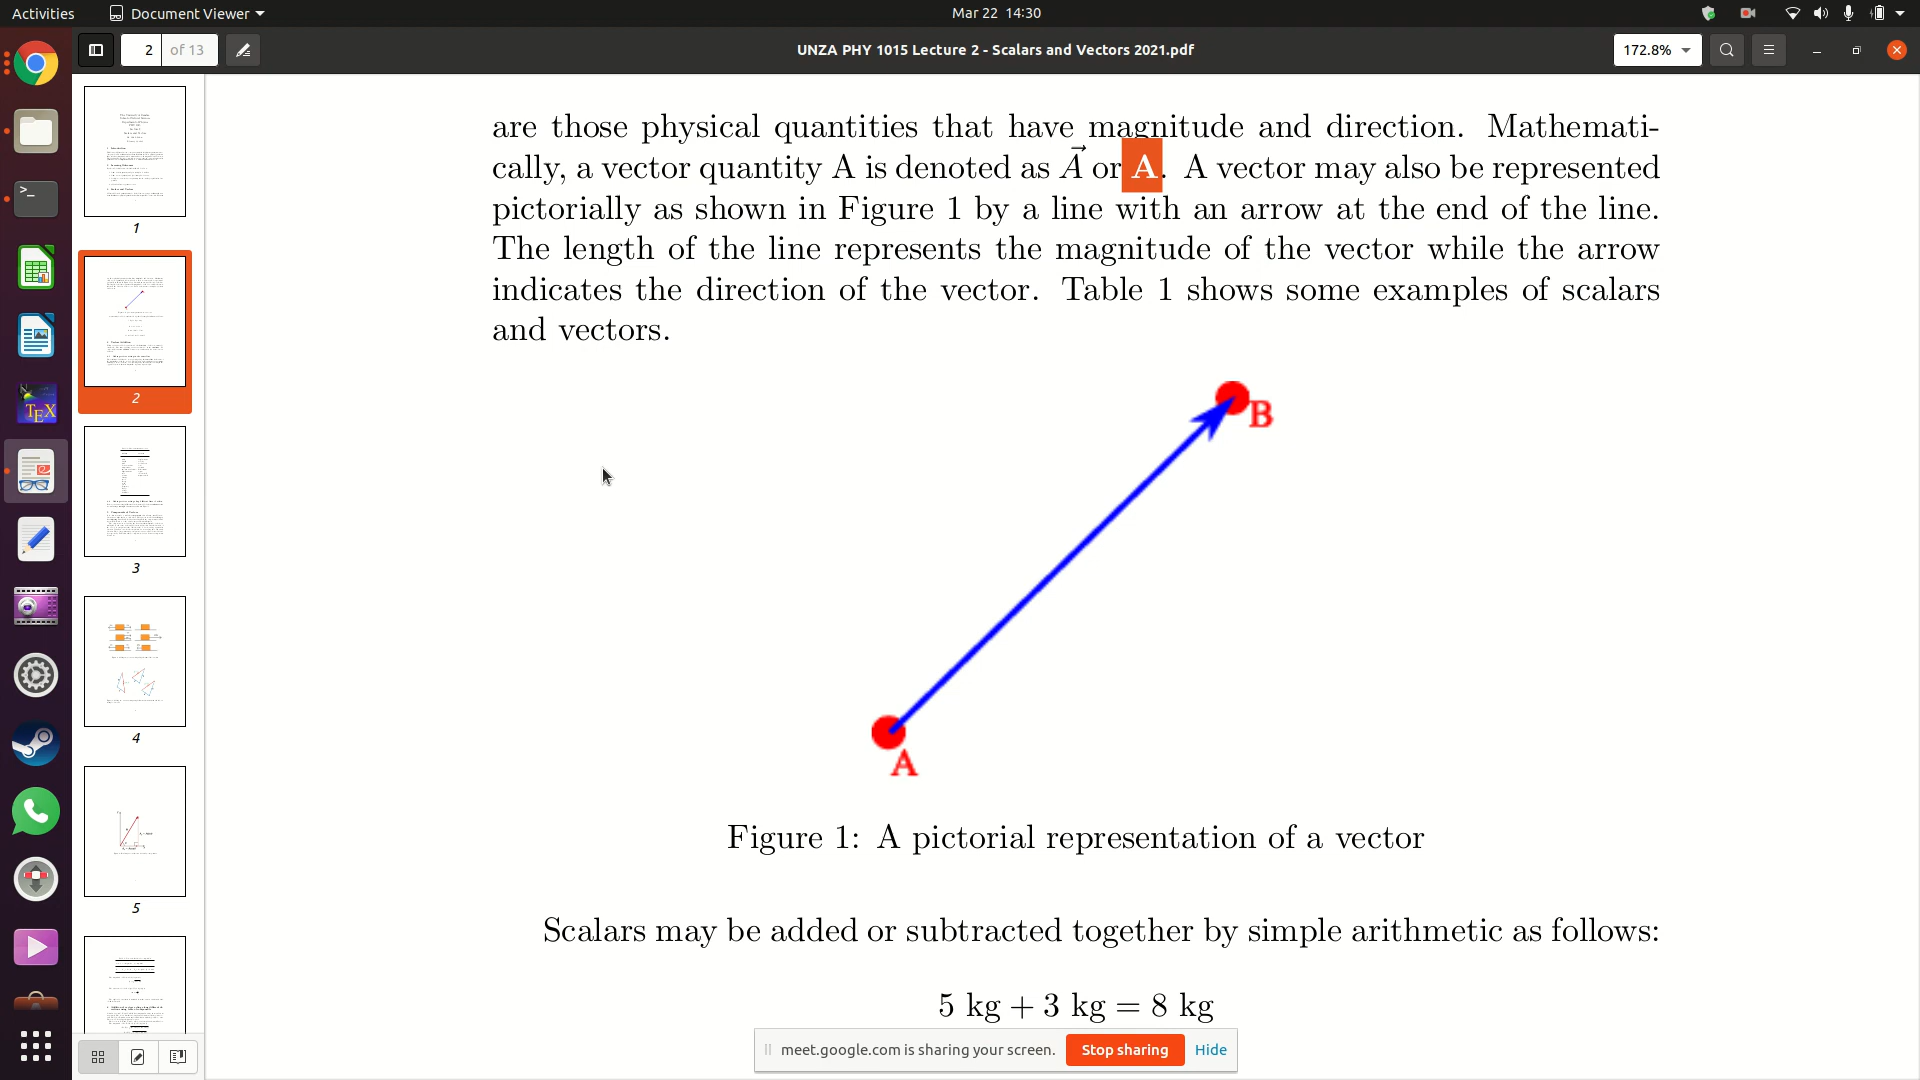 Activities
Document Viewer
Mar 22 14:30
2 of 13
UNZA PHY 1015 Lecture 2 - Scalars and Vectors 2021.pdf
172.8%
are those physical quantities that have magnitude and direction. Mathemati-
cally, a vector quantity A is denoted as A⃗ or A. A vector may also be represented
pictorially as shown in Figure 1 by a line with an arrow at the end of the line.
The length of the line represents the magnitude of the vector while the arrow
indicates the direction of the vector. Table 1 shows some examples of scalars
and vectors.
B
A
Figure 1: A pictorial representation of a vector
Scalars may be added or subtracted together by simple arithmetic as follows:
5 kg + 3 kg = 8 kg
meet.google.com is sharing your screen. Stop sharing Hide
1
2
3
4
5
>_
TEX